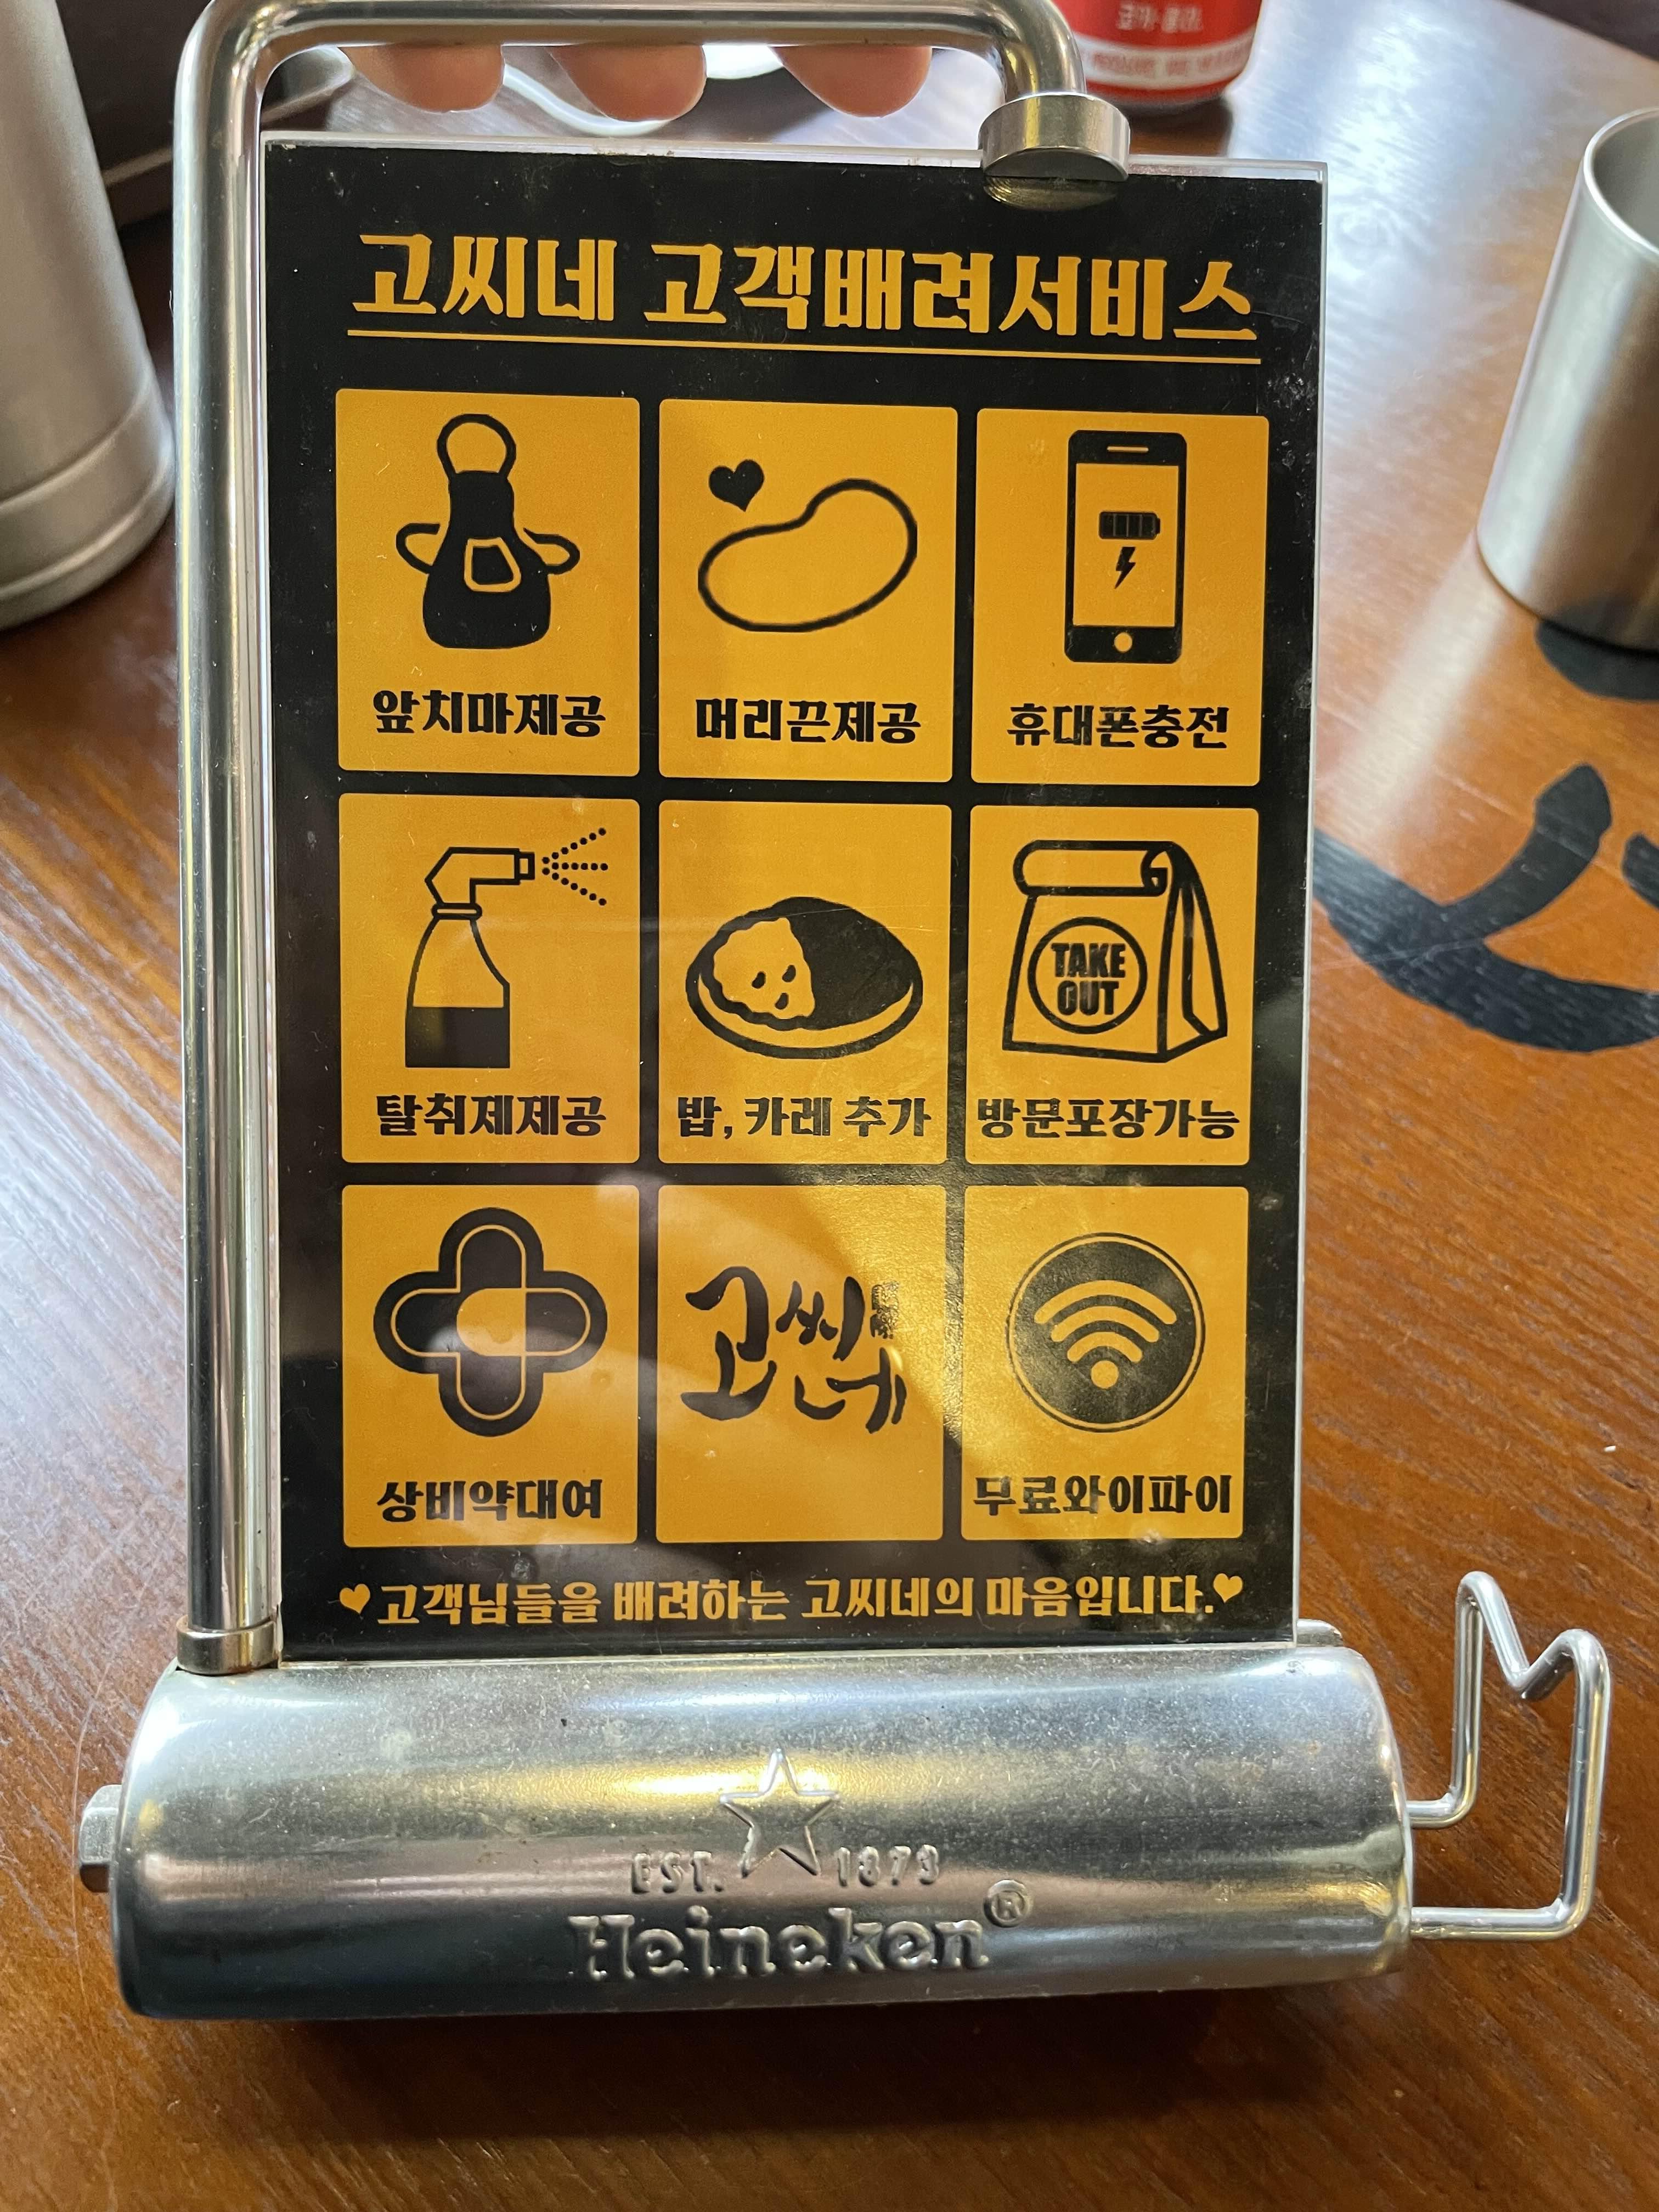 코카-콜라
고씨네 고객배려서비스
앞치마제공
머리끈제공
휴대폰충전
탈취제제공
밥, 카레 추가
TAKE
OUT
방문포장가능
상비약대여
고씨네
무료와이파이
♥고객님들을 배려하는 고씨네의 마음입니다.♥
EST. 1873
Heineken®